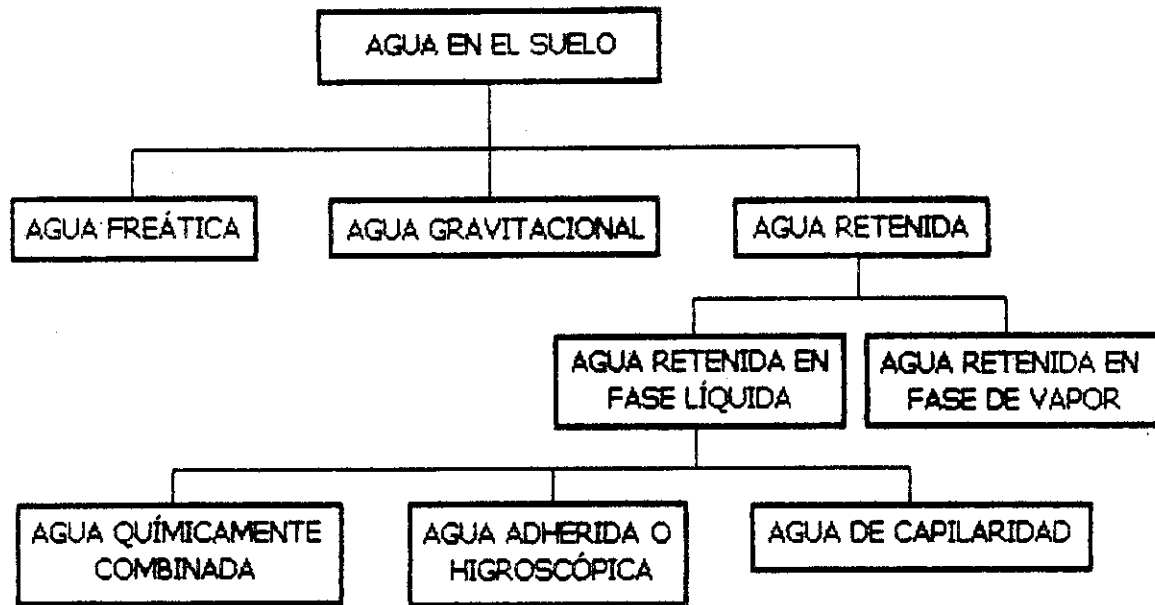 AGUA EN EL SUELO
AGUA FREÁTICA
AGUA GRAVITACIONAL
AGUA RETENIDA
AGUA RETENIDA EN
FASE LÍQUIDA
AGUA RETENIDA EN
FASE DE VAPOR
AGUA QUÍMICAMENTE
COMBINADA
AGUA ADHERIDA O
HIGROSCÓPICA
AGUA DE CAPILARIDAD